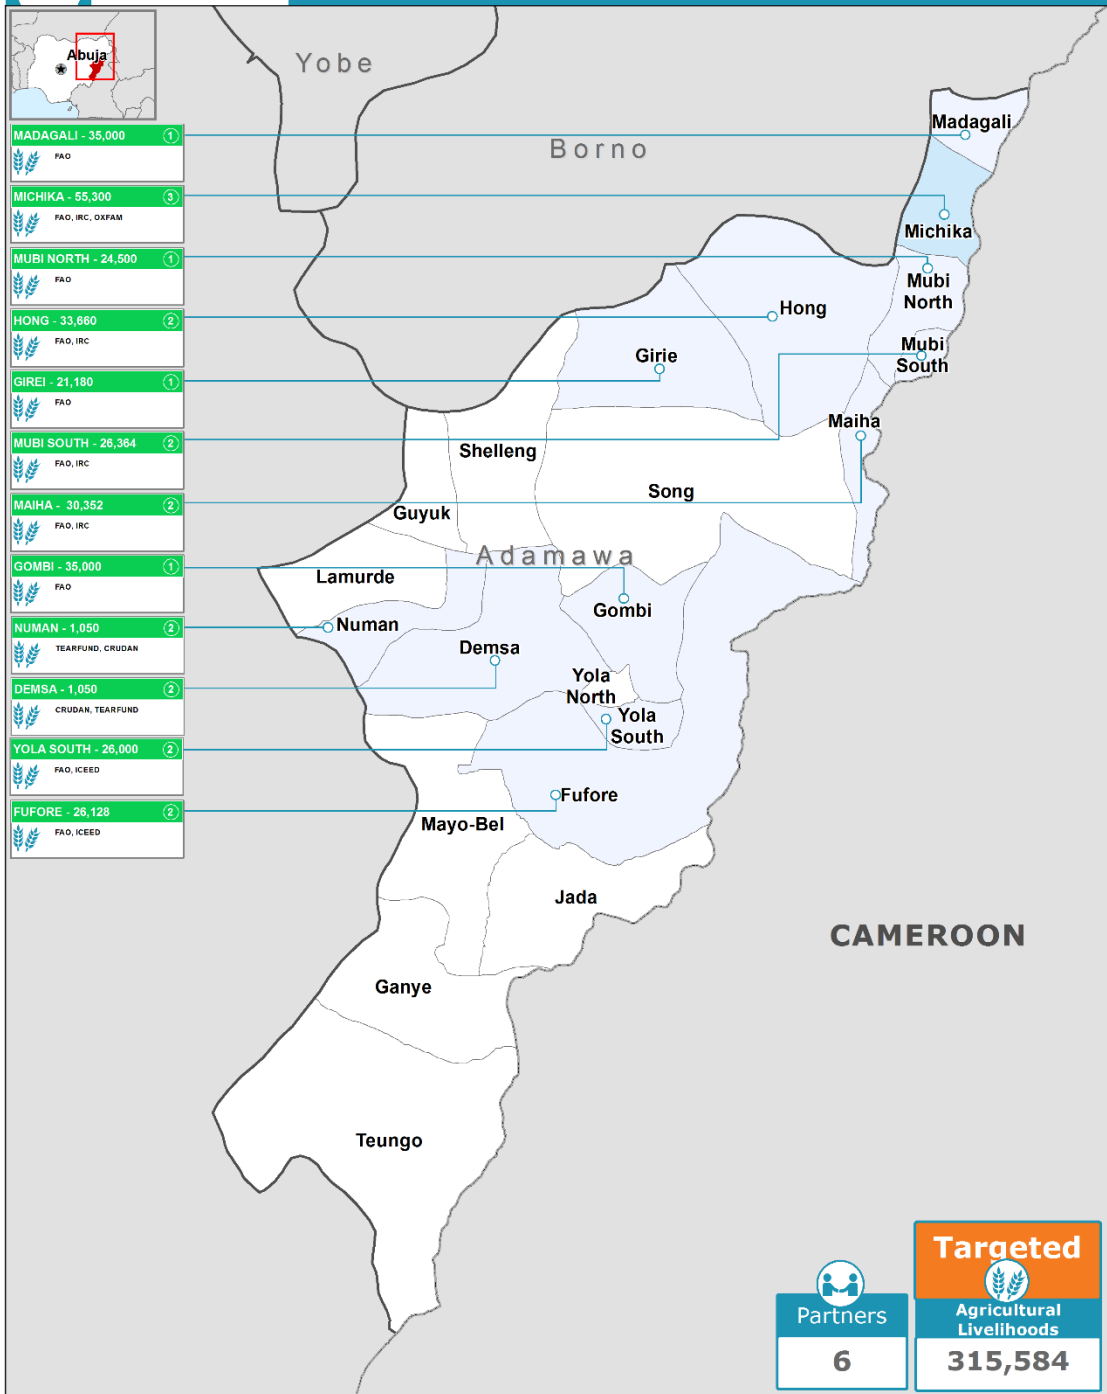 Abuja
Yobe
Borno
MADAGALI - 35,000 1
FAO
MICHIKA - 55,300 3
FAO, IRC, OXFAM
MUBI NORTH - 24,500 1
FAO
HONG - 33,660 2
FAO, IRC
GIREI - 21,180 1
FAO
MUBI SOUTH - 26,364 2
FAO, IRC
MAIHA - 30,352 2
FAO, IRC
GOMBI - 35,000 1
FAO
NUMAN - 1,050 2
TEARFUND, CRUDAN
DEMSA - 1,050 2
CRUDAN, TEARFUND
YOLA SOUTH - 26,000 2
FAO, ICEED
FUFORE - 26,128 2
FAO, ICEED
Madagali
Michika
Mubi
North
Hong
Mubi
South
Girie
Maiha
Shelleng
Song
Guyuk
Adamawa
Lamurde
Gombi
Numan
Demsa
Yola
North
Yola
South
Fufore
Mayo-Bel
Jada
CAMEROON
Ganye
Teungo
Targeted
Partners
6
Agricultural
Livelihoods
315,584